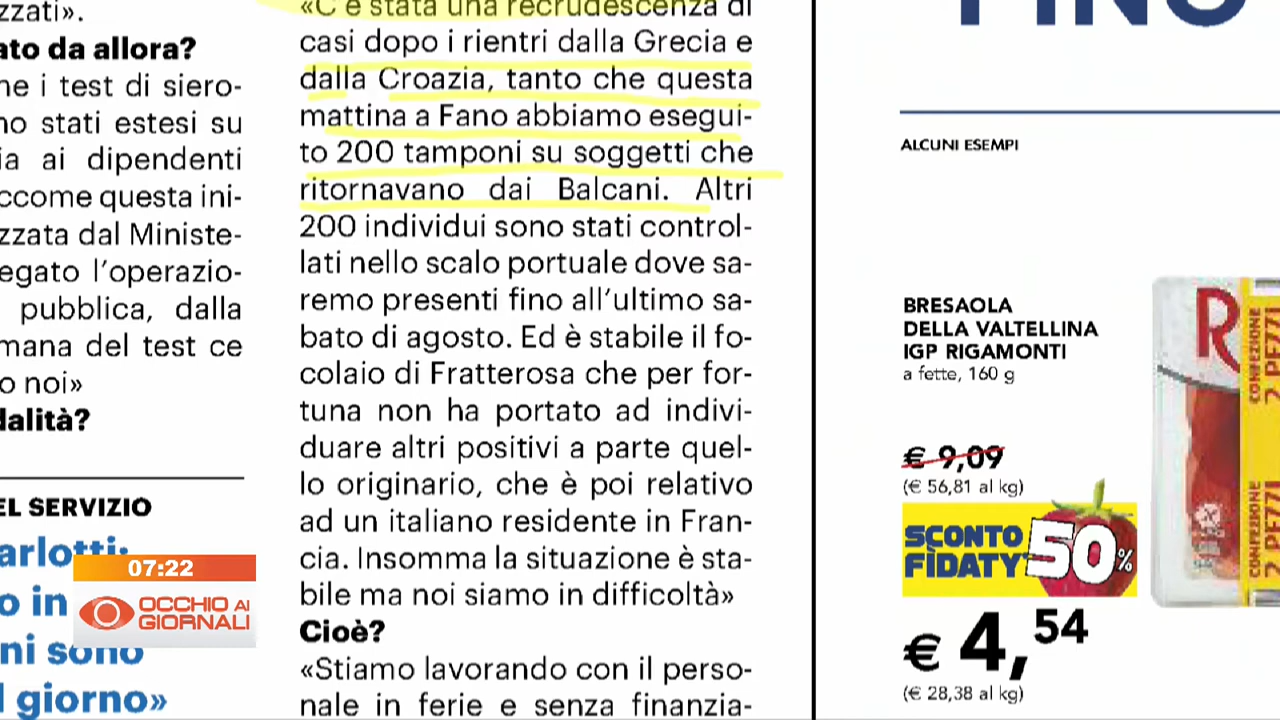 zzati».
ato da allora?
ne i test di siero-
no stati estesi su
ia ai dipendenti
ccome questa ini-
zzata dal Ministe-
egato l'operazio-
pubblica, dalla
mana del test ce
o noi»
dalità?
EL SERVIZIO
arlotti:
o in
ni sono
l giorno»
07:22
OCCHIO AI
GIORNALI
«C'è stata una recrudescenza di
casi dopo i rientri dalla Grecia e
dalla Croazia, tanto che questa
mattina a Fano abbiamo esegui-
to 200 tamponi su soggetti che
ritornavano dai Balcani. Altri
200 individui sono stati control-
lati nello scalo portuale dove sa-
remo presenti fino all'ultimo sa-
bato di agosto. Ed è stabile il fo-
colaio di Fratterosa che per for-
tuna non ha portato ad indivi-
duare altri positivi a parte quel-
lo originario, che è poi relativo
ad un italiano residente in Fran-
cia. Insomma la situazione è sta-
bile ma noi siamo in difficoltà»
Cioè?
«Stiamo lavorando con il perso-
nale in ferie e senza finanzia-
FINO
ALCUNI ESEMPI
BRESAOLA
DELLA VALTELLINA
IGP RIGAMONTI
a fette, 160 g
€ 9,09
(€ 56,81 al kg)
SCONTO
FÌDATY
50%
€ 4,54
(€ 28,38 al kg)
R
CONFEZIONE
2 PEZZI
CONFEZIONE
2 PEZZI